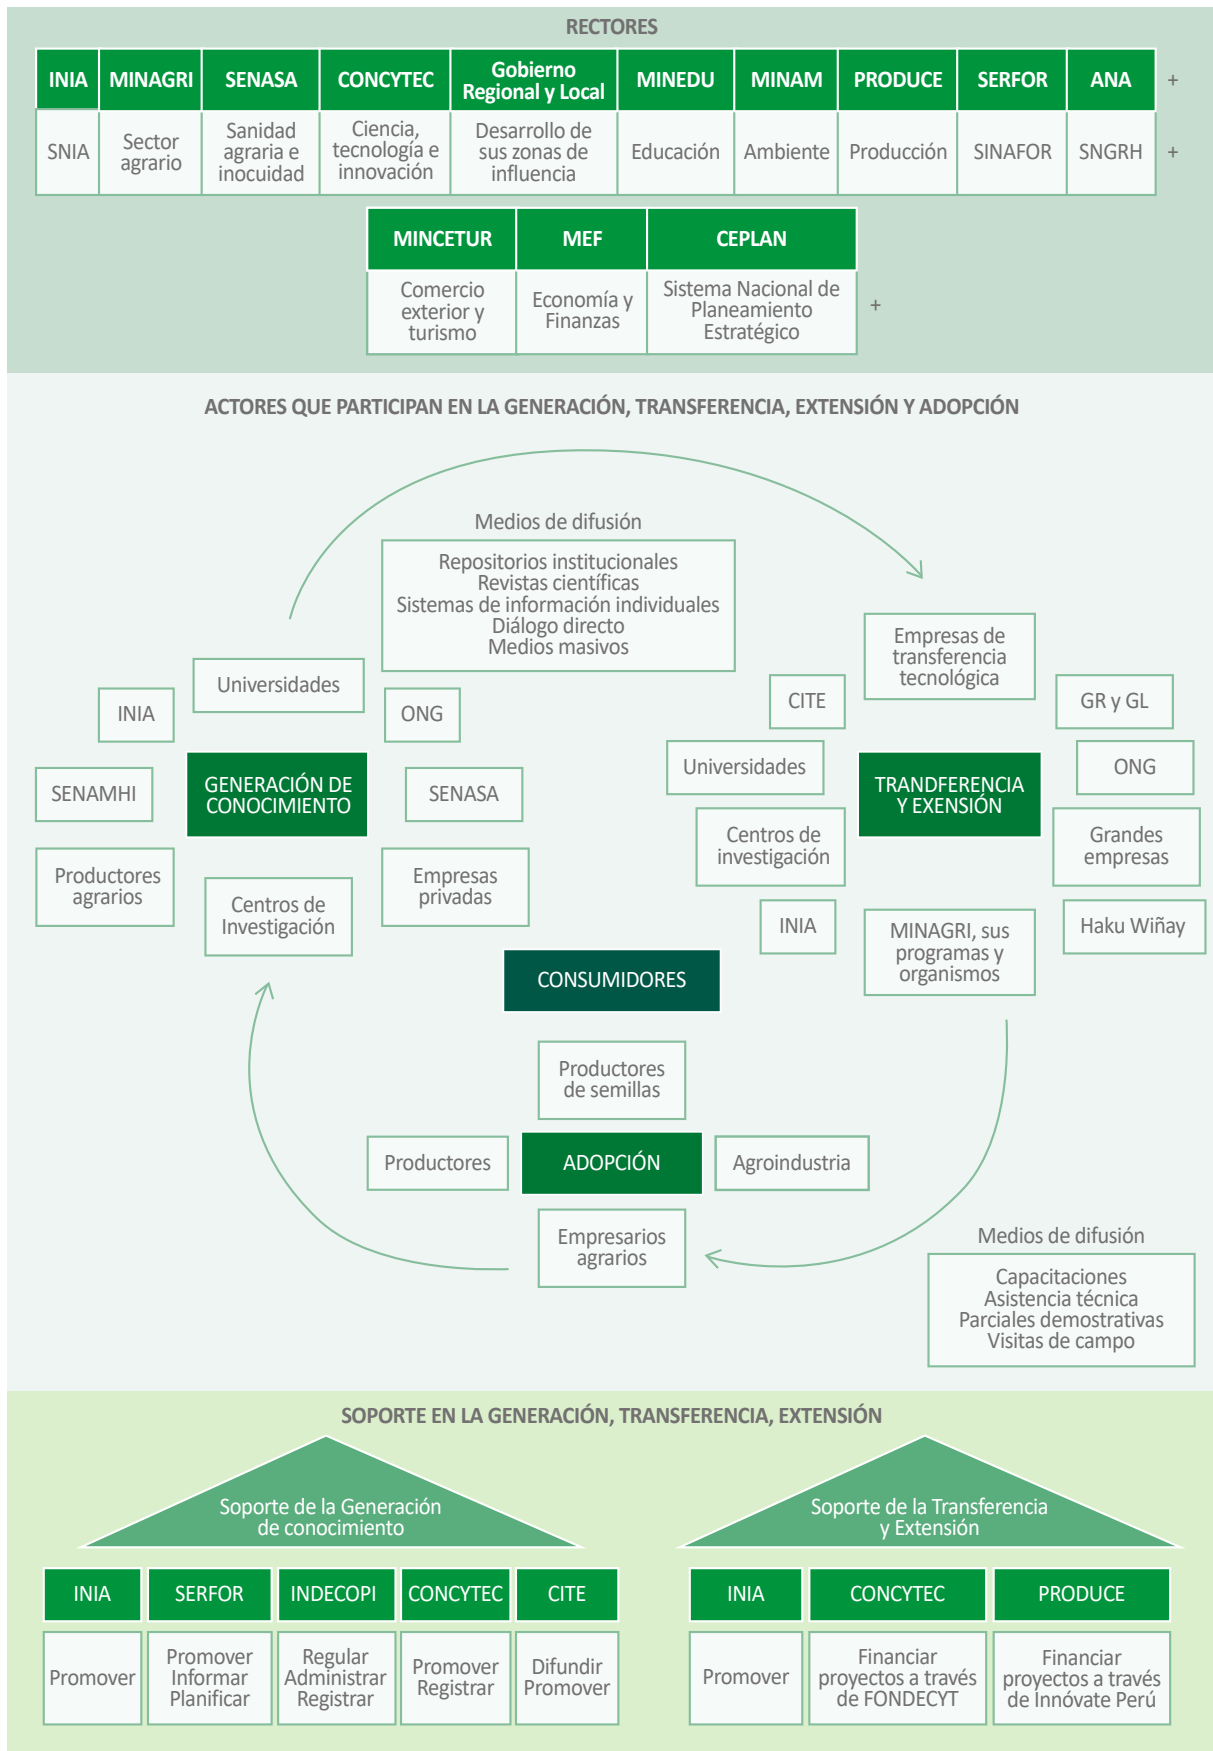 RECTORES
INIA
MINAGRI
SENASA
CONCYTEC
Gobierno
Regional y Local
MINEDU
MINAM
PRODUCE
SERFOR
ANA
+
SNIA
Sector
agrario
Sanidad
agraria e
inocuidad
Ciencia,
tecnología e
innovación
Desarrollo de
sus zonas de
influencia
Educación
Ambiente
Producción
SINAFOR
SNGRH
+
MINCETUR
MEF
CEPLAN
Comercio
exterior y
turismo
Economía y
Finanzas
Sistema Nacional de
Planeamiento
Estratégico
+
ACTORES QUE PARTICIPAN EN LA GENERACIÓN, TRANSFERENCIA, EXTENSIÓN Y ADOPCIÓN
Medios de difusión
Repositorios institucionales
Revistas científicas
Sistemas de información individuales
Diálogo directo
Medios masivos
Universidades
INIA
ONG
SENAMHI
GENERACIÓN DE
CONOCIMIENTO
SENASA
Productores
agrarios
Centros de
Investigación
Empresas
privadas
Empresas de
transferencia
tecnológica
CITE
GR y GL
Universidades
TRANDFERENCIA
Y EXENSIÓN
ONG
Centros de
investigación
Grandes
empresas
INIA
MINAGRI, sus
programas y
organismos
Haku Wiñay
CONSUMIDORES
Productores
de semillas
Productores
ADOPCIÓN
Agroindustria
Empresarios
agrarios
Medios de difusión
Capacitaciones
Asistencia técnica
Parciales demostrativas
Visitas de campo
SOPORTE EN LA GENERACIÓN, TRANSFERENCIA, EXTENSIÓN
Soporte de la Generación
de conocimiento
INIA
SERFOR
INDECOPI
CONCYTEC
CITE
Promover
Promover
Informar
Planificar
Regular
Administrar
Registrar
Promover
Registrar
Difundir
Promover
Soporte de la Transferencia
y Extensión
INIA
CONCYTEC
PRODUCE
Promover
Financiar
proyectos a través
de FONDECYT
Financiar
proyectos a través
de Innóvate Perú